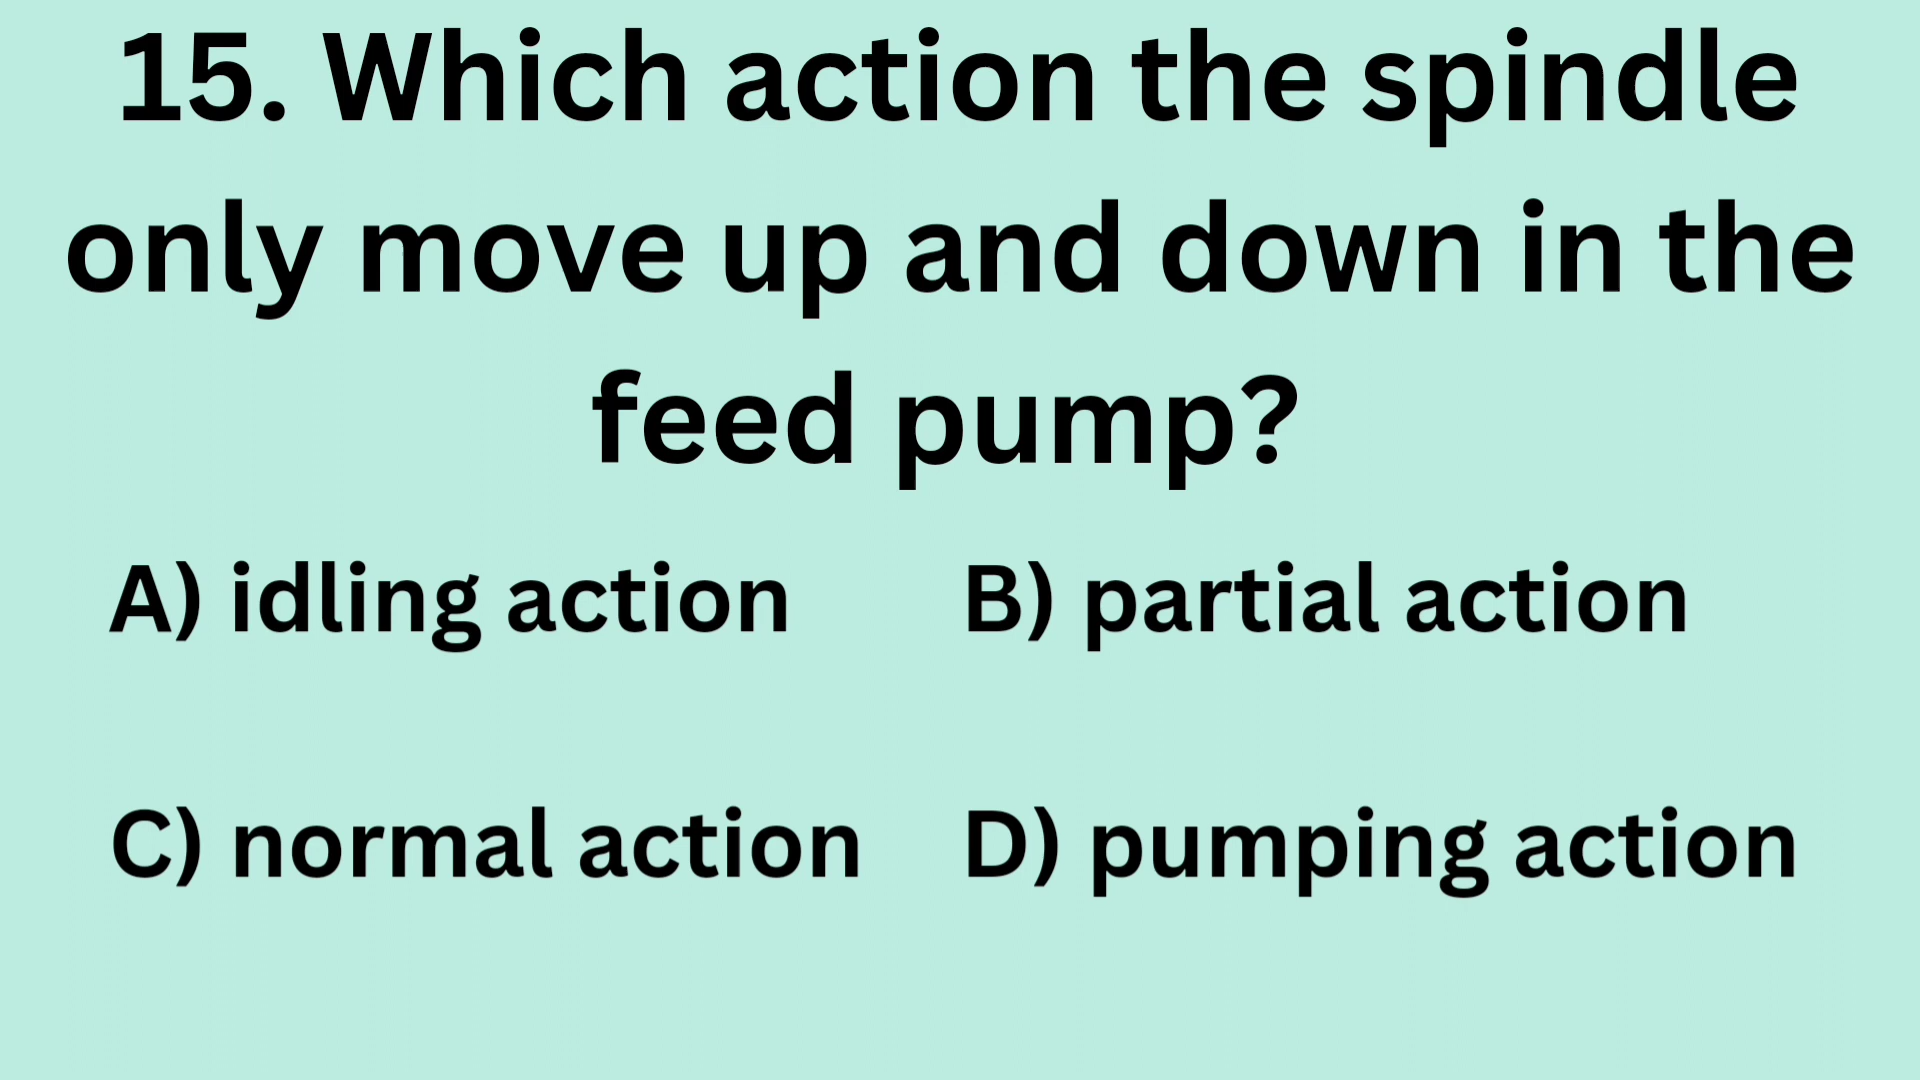 15. Which action the spindle
only move up and down in the
feed pump?
A) idling action B) partial action
C) normal action D) pumping action